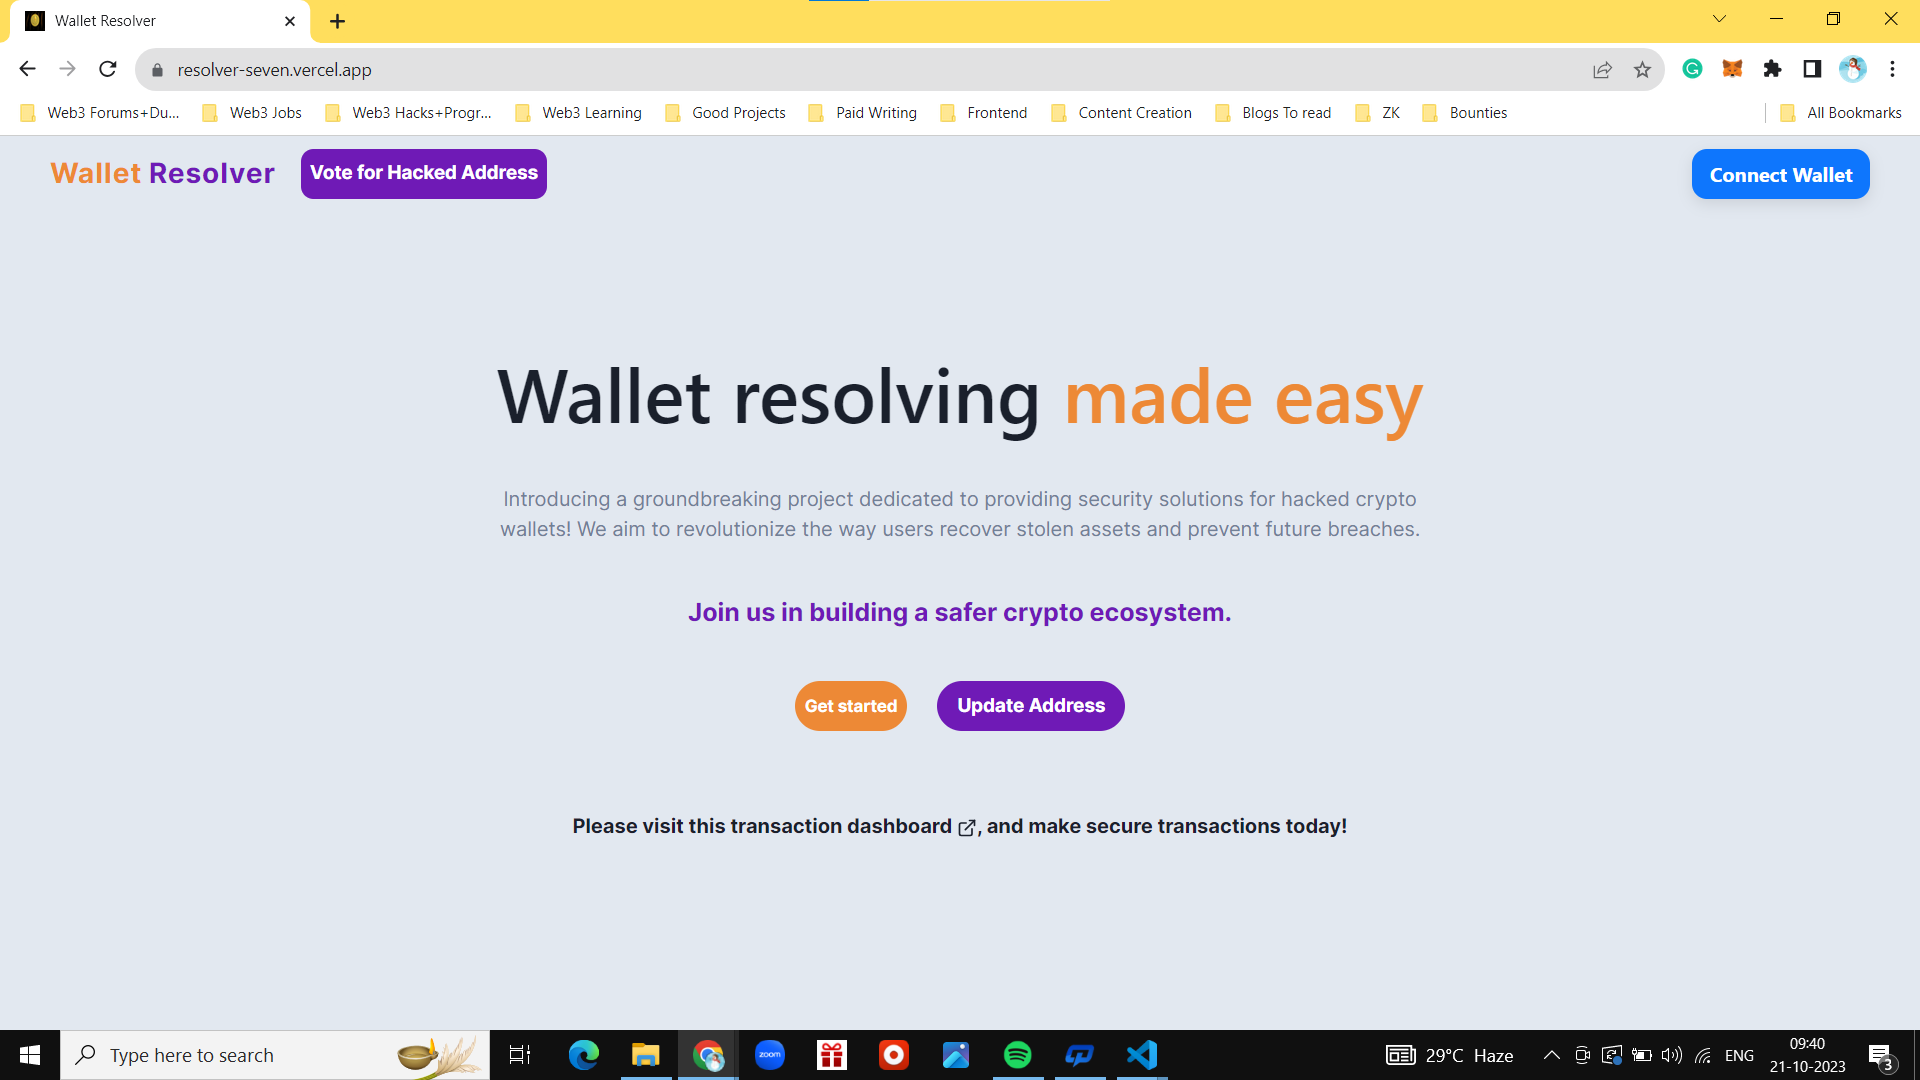 Wallet Resolver
resolver-seven.vercel.app
Web3 Forums+Du... Web3 Jobs Web3 Hacks+Progr... Web3 Learning Good Projects Paid Writing Frontend Content Creation Blogs To read ZK Bounties All Bookmarks
Wallet Resolver Vote for Hacked Address Connect Wallet
Wallet resolving made easy
Introducing a groundbreaking project dedicated to providing security solutions for hacked crypto
wallets! We aim to revolutionize the way users recover stolen assets and prevent future breaches.
Join us in building a safer crypto ecosystem.
Get started Update Address
Please visit this transaction dashboard , and make secure transactions today!
Type here to search zoom 29°C Haze ENG 09:40
21-10-2023 3